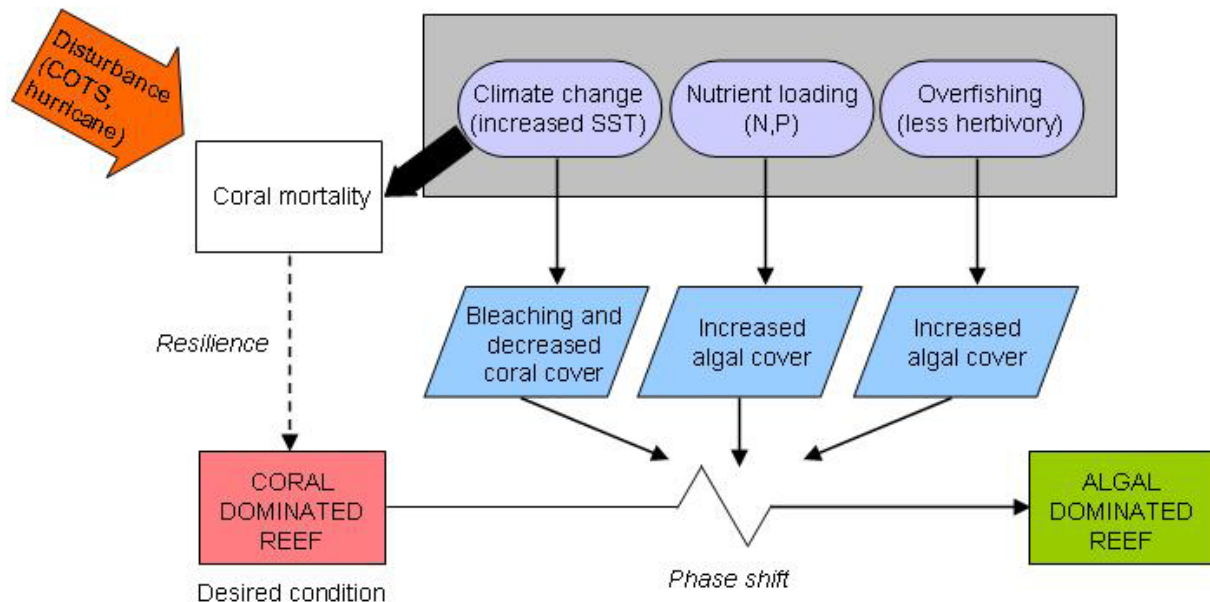 Disturbance
(COTS,
hurricane)
Climate change
(increased SST)
Nutrient loading
(N,P)
Overfishing
(less herbivory)
Coral mortality
Resilience
Bleaching and
decreased
coral cover
Increased
algal cover
Increased
algal cover
CORAL
DOMINATED
REEF
ALGAL
DOMINATED
REEF
Desired condition
Phase shift